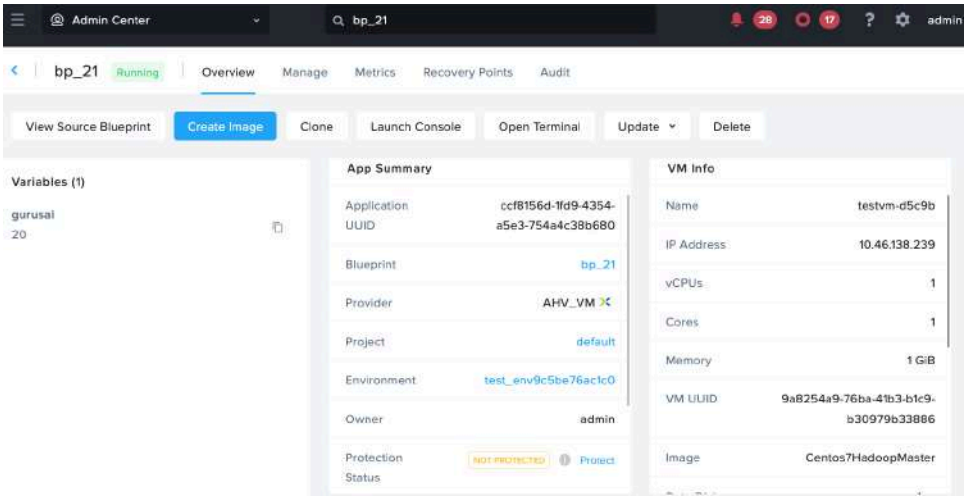 Admin Center
bp_21
28
17
?
admin
bp_21 Running
Overview Manage Metrics Recovery Points Audit
View Source Blueprint Create Image Clone Launch Console Open Terminal Update Delete
Variables (1)
gurusai
20
App Summary
Application UUID ccf8156d-1fd9-4354-
a5e3-754a4c38b680
Blueprint bp_21
Provider AHV_VM
Project default
Environment test_env9c5be76ac1c0
Owner admin
Protection NOT PROTECTED Protect
Status
VM Info
Name testvm-d5c9b
IP Address 10.46.138.239
vCPUs 1
Cores 1
Memory 1 GiB
VM UUID 9a8254a9-76ba-41b3-b1c9-
b30979b33886
Image Centos7HadoopMaster